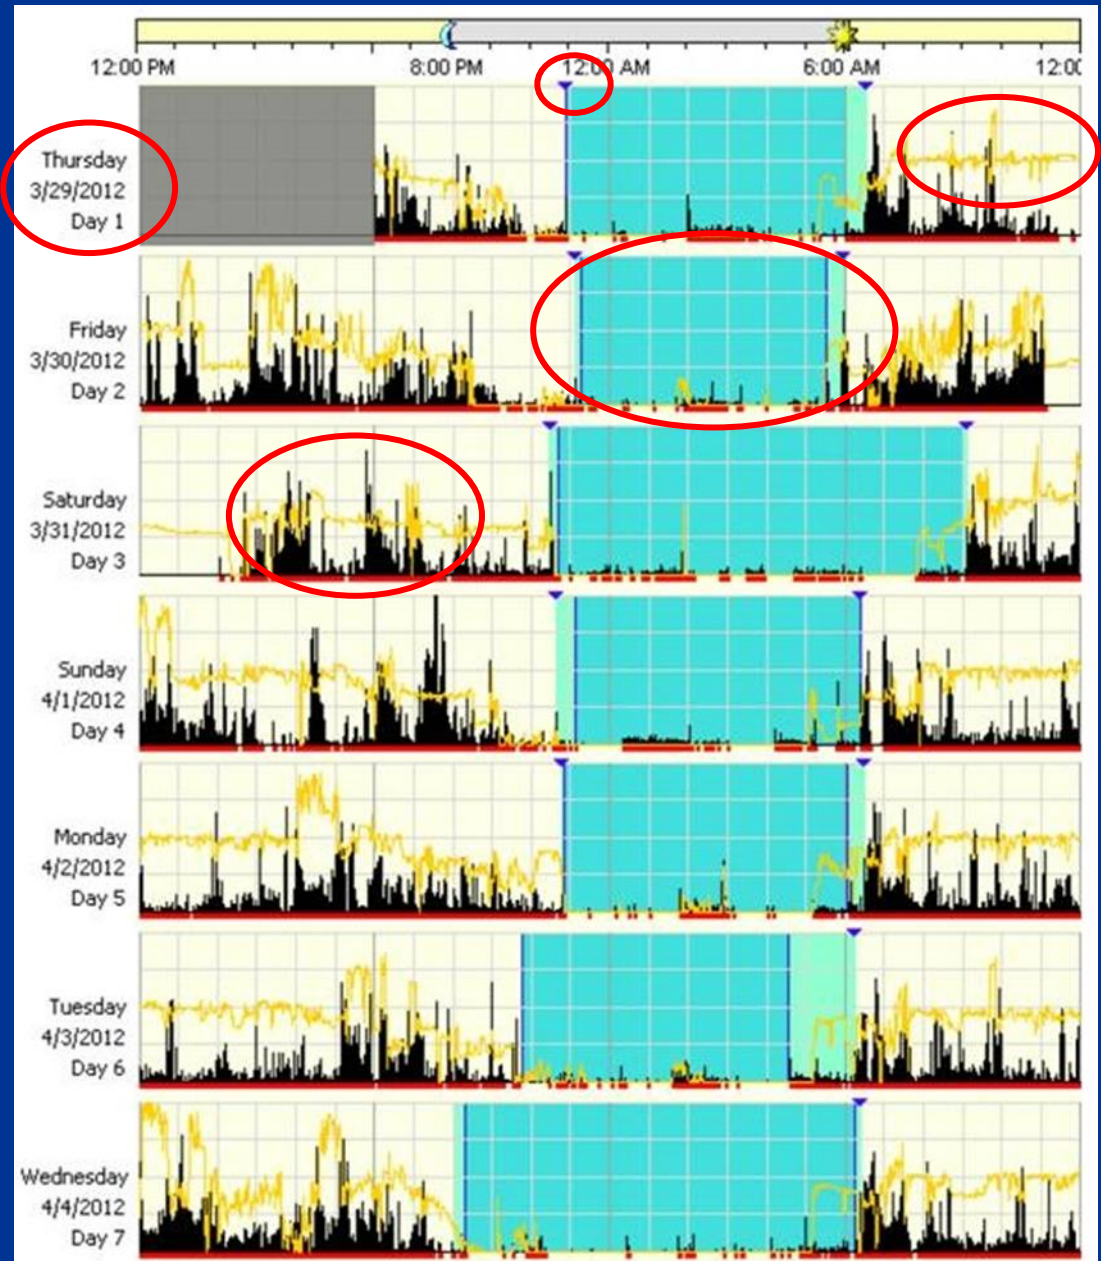 12:00 PM 8:00 PM 12:00 AM 6:00 AM 12:00
Thursday
3/29/2012
Day 1
Friday
3/30/2012
Day 2
Saturday
3/31/2012
Day 3
Sunday
4/1/2012
Day 4
Monday
4/2/2012
Day 5
Tuesday
4/3/2012
Day 6
Wednesday
4/4/2012
Day 7